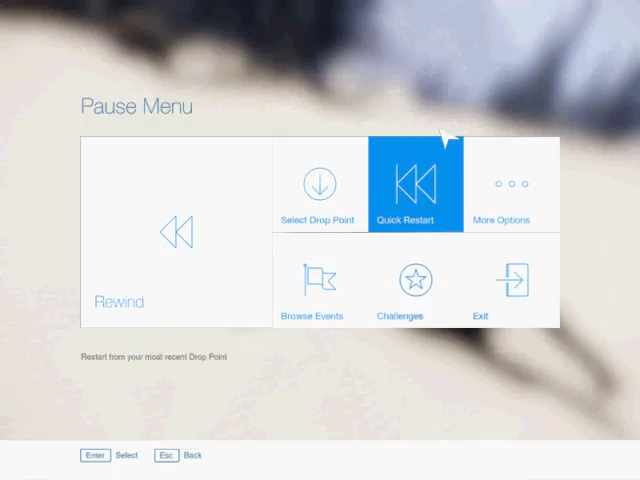 Pause Menu
Select Drop Point
Quick Restart
More Options
Rewind
Browse Events
Challenges
Exit
Restart from your most recent Drop Point
Enter Select Esc Back